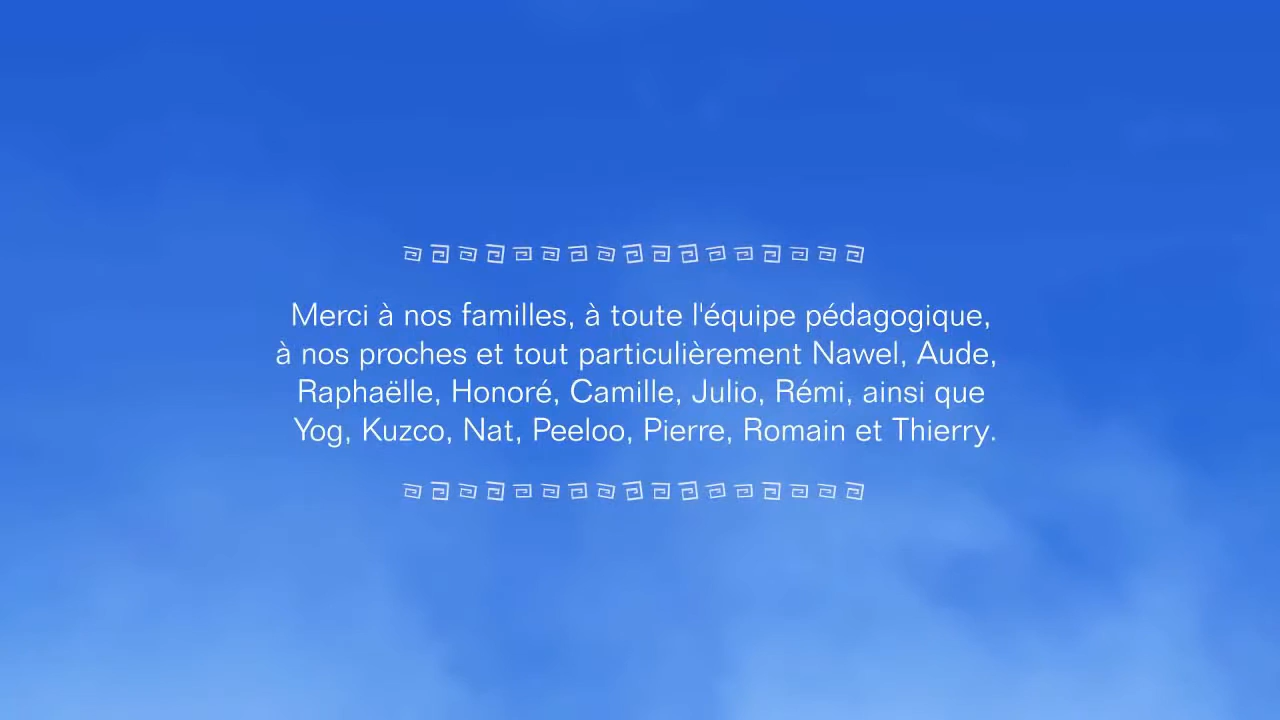 Merci à nos familles, à toute l'équipe pédagogique,
à nos proches et tout particulièrement Nawel, Aude,
Raphaëlle, Honoré, Camille, Julio, Rémi, ainsi que
Yog, Kuzco, Nat, Peeloo, Pierre, Romain et Thierry.